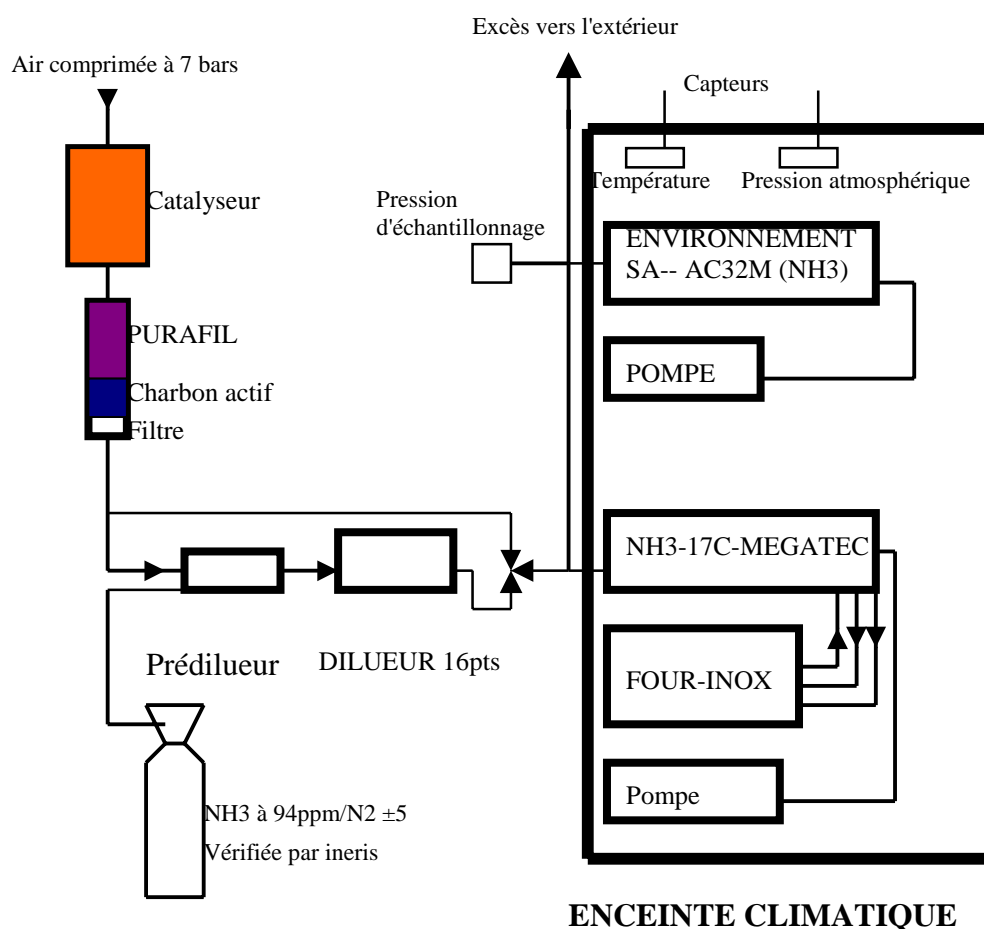 Excès vers l'extérieur
Air comprimée à 7 bars
Capteurs
Température
Pression atmosphérique
Catalyseur
Pression
d'échantillonnage
ENVIRONNEMENT
SA-- AC32M (NH3)
PURAFIL
POMPE
Charbon actif
Filtre
NH3-17C-MEGATEC
Prédilueur
DILUEUR 16pts
FOUR-INOX
Pompe
NH3 à 94ppm/N2 ±5
Vérifiée par ineris
ENCEINTE CLIMATIQUE